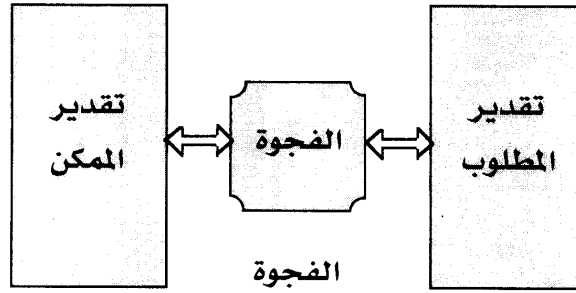 تقدير
المطلوب
الفجوة
تقدير
الممكن
الفجوة